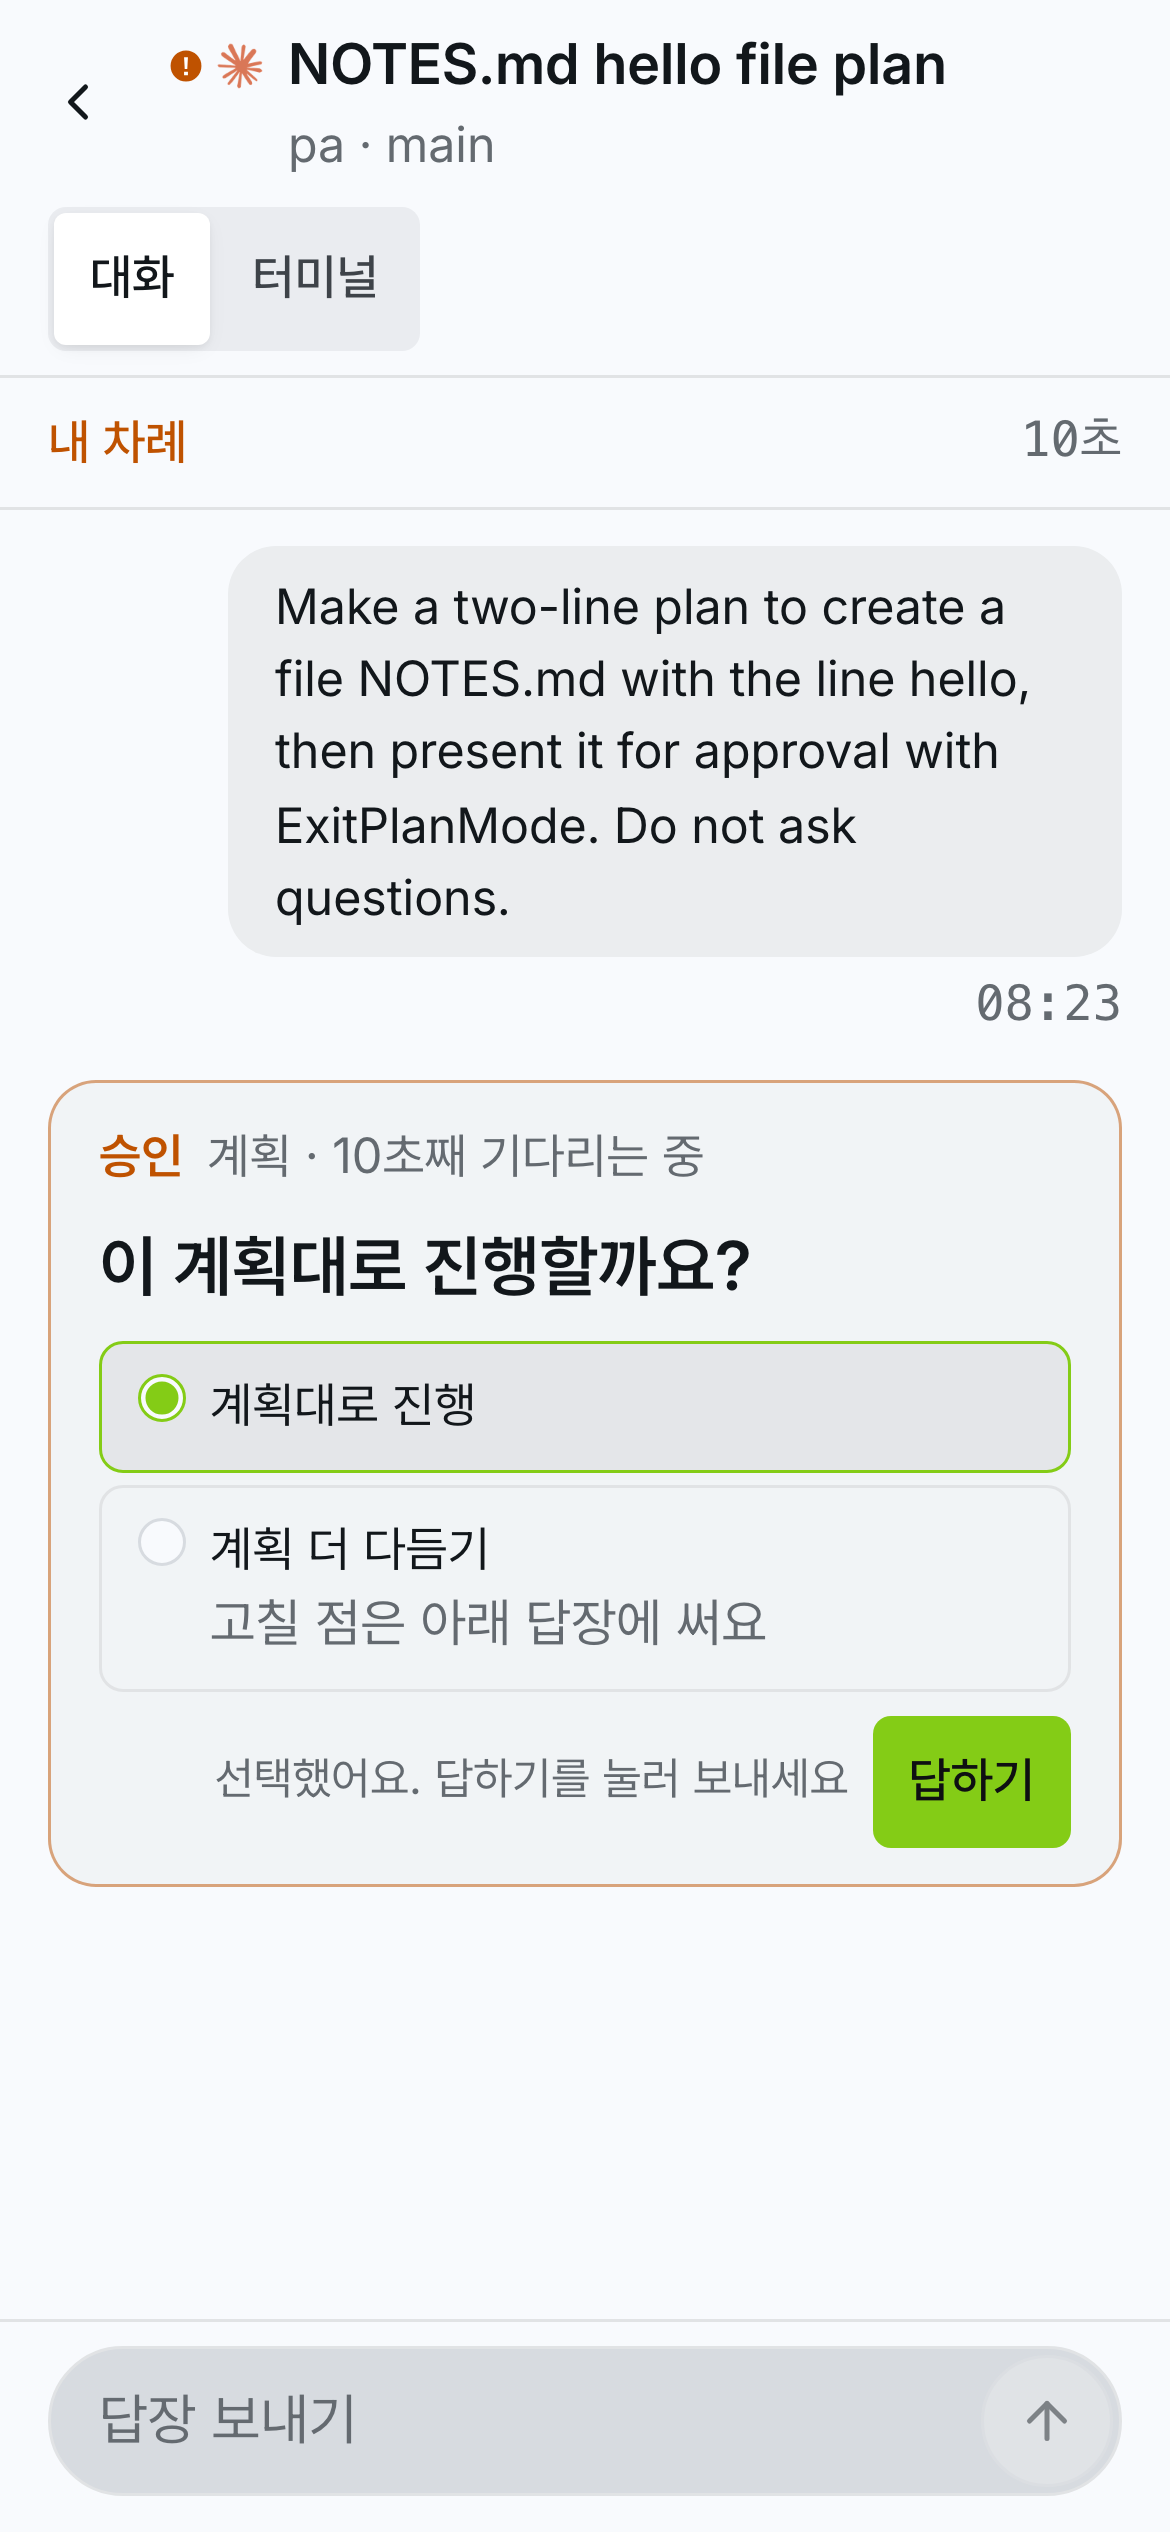 NOTES.md hello file plan
pa · main
대화 터미널
내 차례 10초
Make a two-line plan to create a
file NOTES.md with the line hello,
then present it for approval with
ExitPlanMode. Do not ask
questions.
08:23
승인 계획 · 10초째 기다리는 중
이 계획대로 진행할까요?
계획대로 진행
계획 더 다듬기
고칠 점은 아래 답장에 써요
선택했어요. 답하기를 눌러 보내세요 답하기
답장 보내기